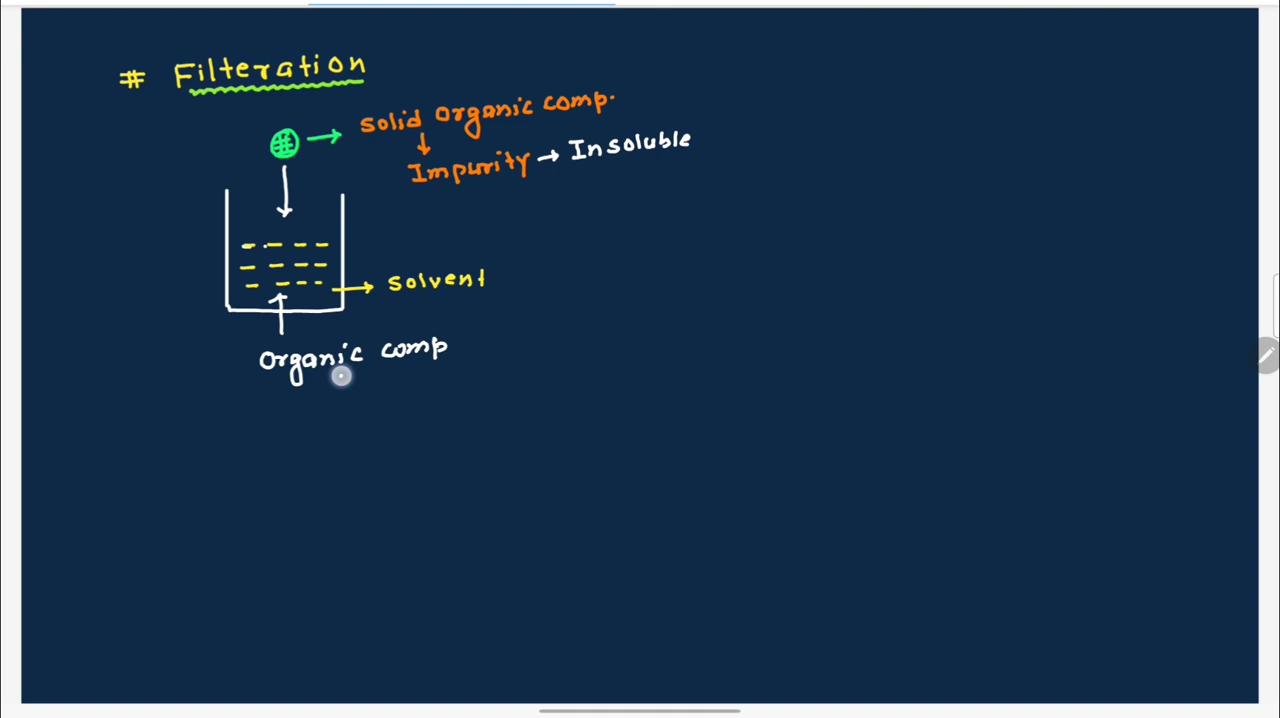 # Filteration
# → Solid organic comp.
↓
Impurity → Insoluble
→ Solvent
Organic comp